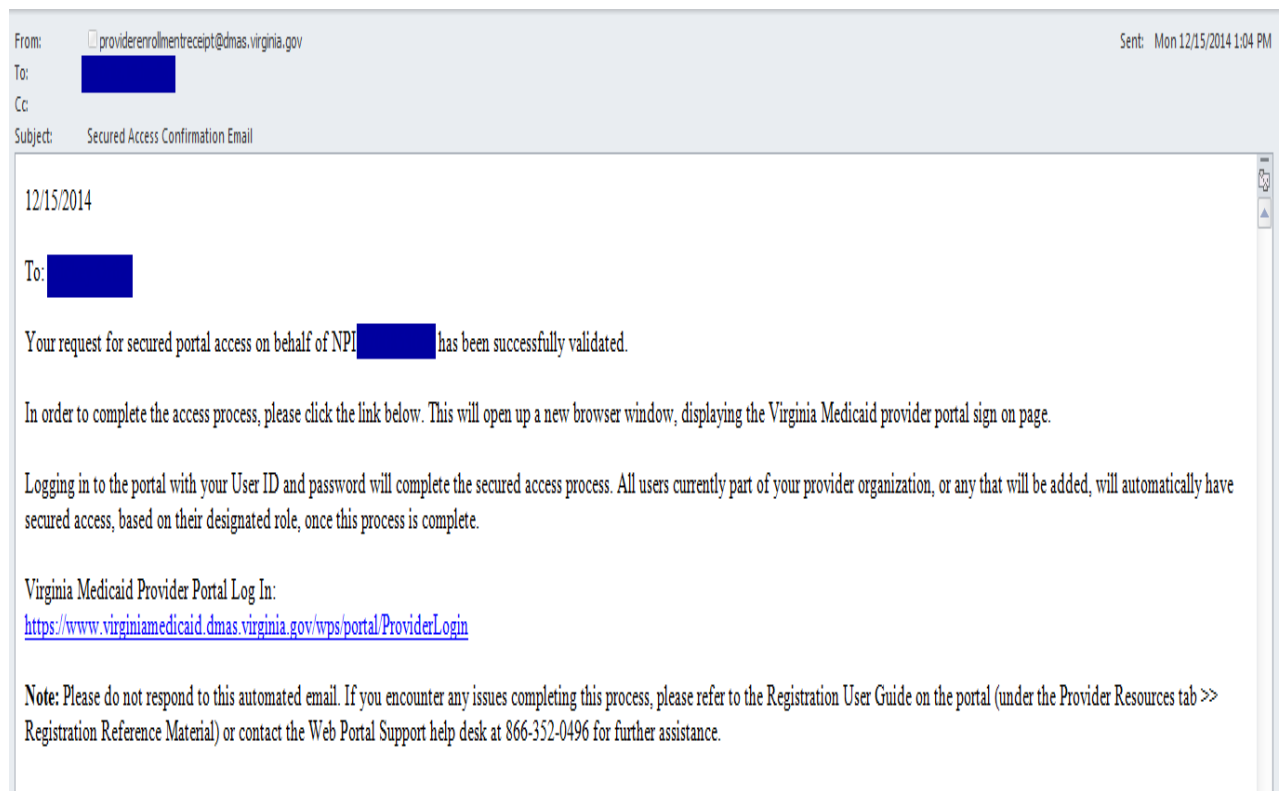 From: providerenrollmentreceipt@dmas.virginia.gov Sent: Mon 12/15/2014 1:04 PM
To:
Cc:
Subject: Secured Access Confirmation Email
12/15/2014
To:
Your request for secured portal access on behalf of NPI has been successfully validated.
In order to complete the access process, please click the link below. This will open up a new browser window, displaying the Virginia Medicaid provider portal sign on page.
Logging in to the portal with your User ID and password will complete the secured access process. All users currently part of your provider organization, or any that will be added, will automatically have
secured access, based on their designated role, once this process is complete.
Virginia Medicaid Provider Portal Log In:
https://www.virginiamedicaid.dmas.virginia.gov/wps/portal/ProviderLogin
Note: Please do not respond to this automated email. If you encounter any issues completing this process, please refer to the Registration User Guide on the portal (under the Provider Resources tab >>
Registration Reference Material) or contact the Web Portal Support help desk at 866-352-0496 for further assistance.